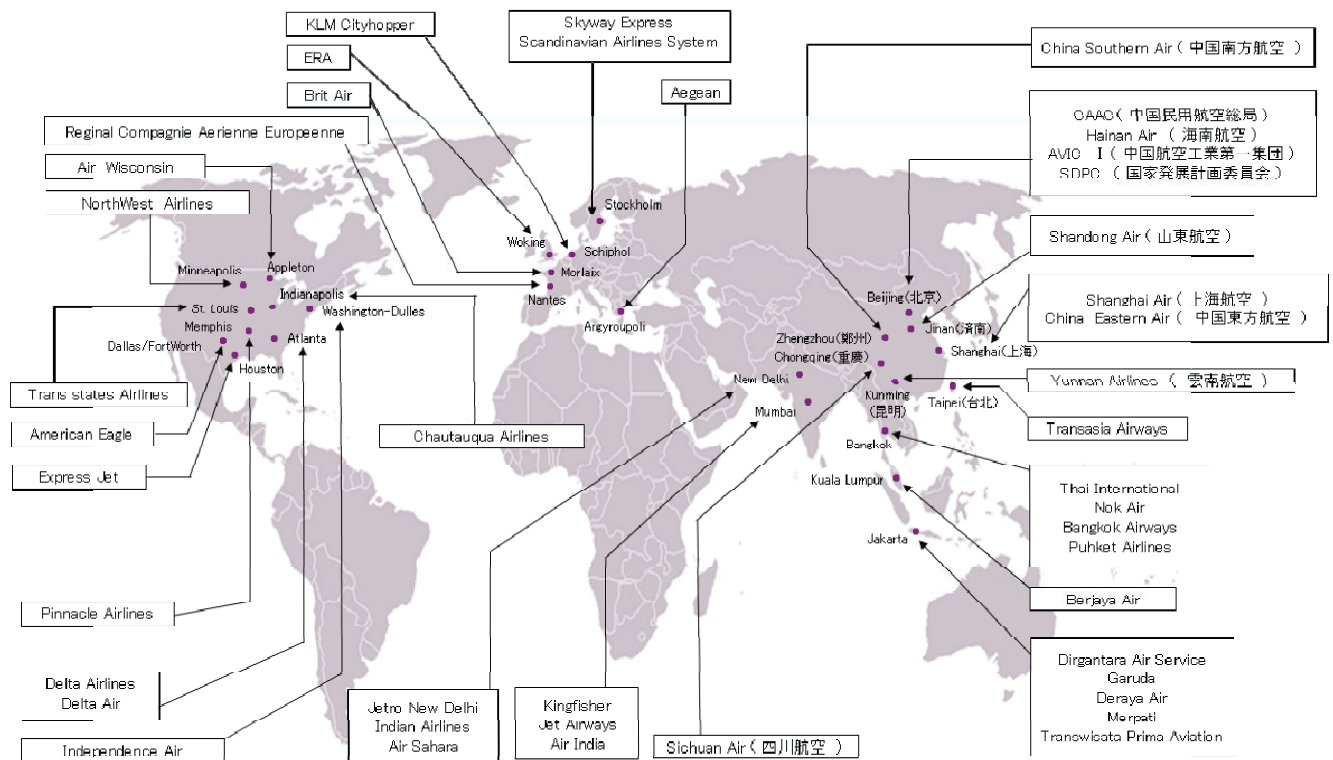 KLM Cityhopper
ERA
Brit Air
Reginal Compagnie Aerienne Europeenne
Air Wisconsin
NorthWest Airlines
Skyway Express
Scandinavian Airlines System
Aegean
China Southern Air ( 中国南方航空 )
CAAC( 中国民用航空総局 )
Hainan Air ( 海南航空 )
AVIC I ( 中国航空工業第一集団 )
SDPC ( 国家発展計画委員会 )
Shandong Air ( 山東航空 )
Shanghai Air ( 上海航空 )
China Eastern Air ( 中国東方航空 )
Yunnan Airlines ( 雲南航空 )
Transasia Airways
Thai International
Nok Air
Bangkok Airways
Puhket Airlines
Berjaya Air
Dirgantara Air Service
Garuda
Deraya Air
Merpati
Transwisata Prima Aviation
Stockholm
Woking
Schiphol
Morlaix
Nantes
Argyroupoli
Minneapolis
Appleton
Indianapolis
St. Louis
Washington-Dulles
Memphis
Dallas/FortWorth
Atlanta
Houston
Beijing(北京)
Jinan(済南)
Zhengzhou(鄭州)
Chongqing(重慶)
Shanghai(上海)
New Delhi
Kunming
(昆明)
Taipei(台北)
Mumbai
Bangkok
Kuala Lumpur
Jakarta
Trans states Airlines
American Eagle
Express Jet
Chautauqua Airlines
Pinnacle Airlines
Delta Airlines
Delta Air
Independence Air
Jetro New Delhi
Indian Airlines
Air Sahara
Kingfisher
Jet Airways
Air India
Sichuan Air ( 四川航空 )